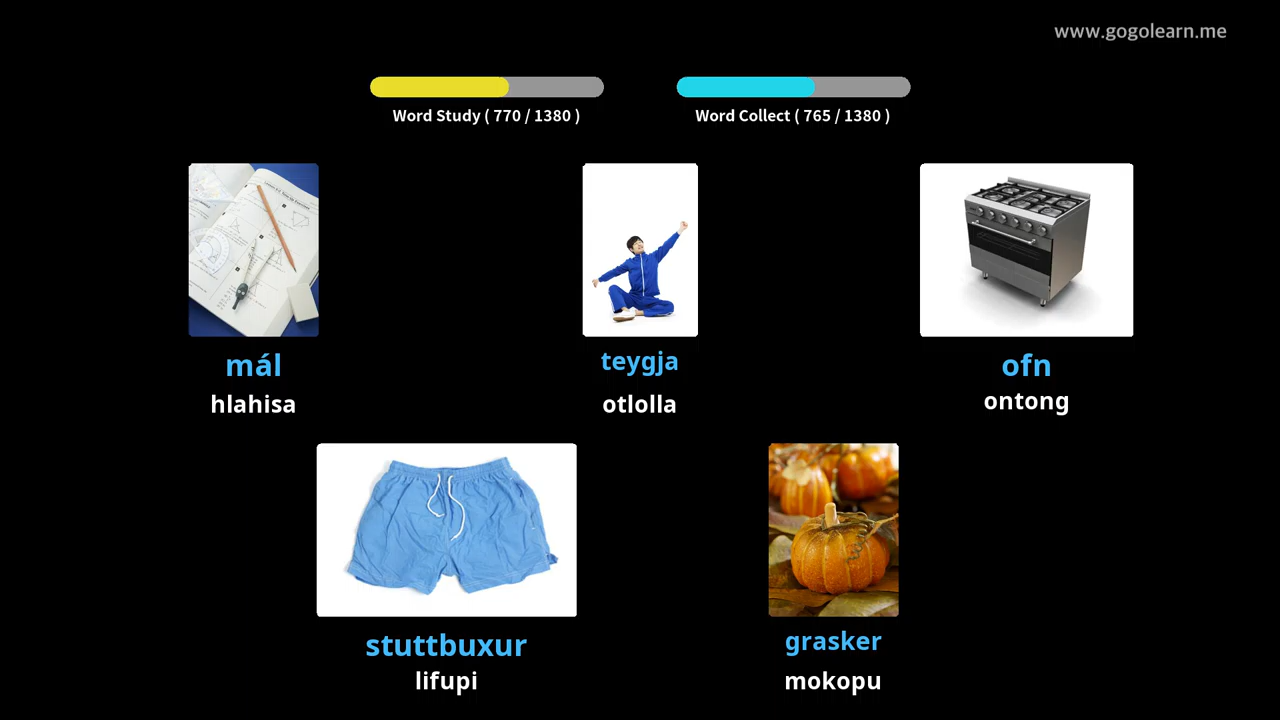 www.gogolearn.me
Word Study ( 770 / 1380 )
Word Collect ( 765 / 1380 )
mál
hlahisa
teygja
otlolla
ofn
ontong
stuttbuxur
lifupi
grasker
mokopu